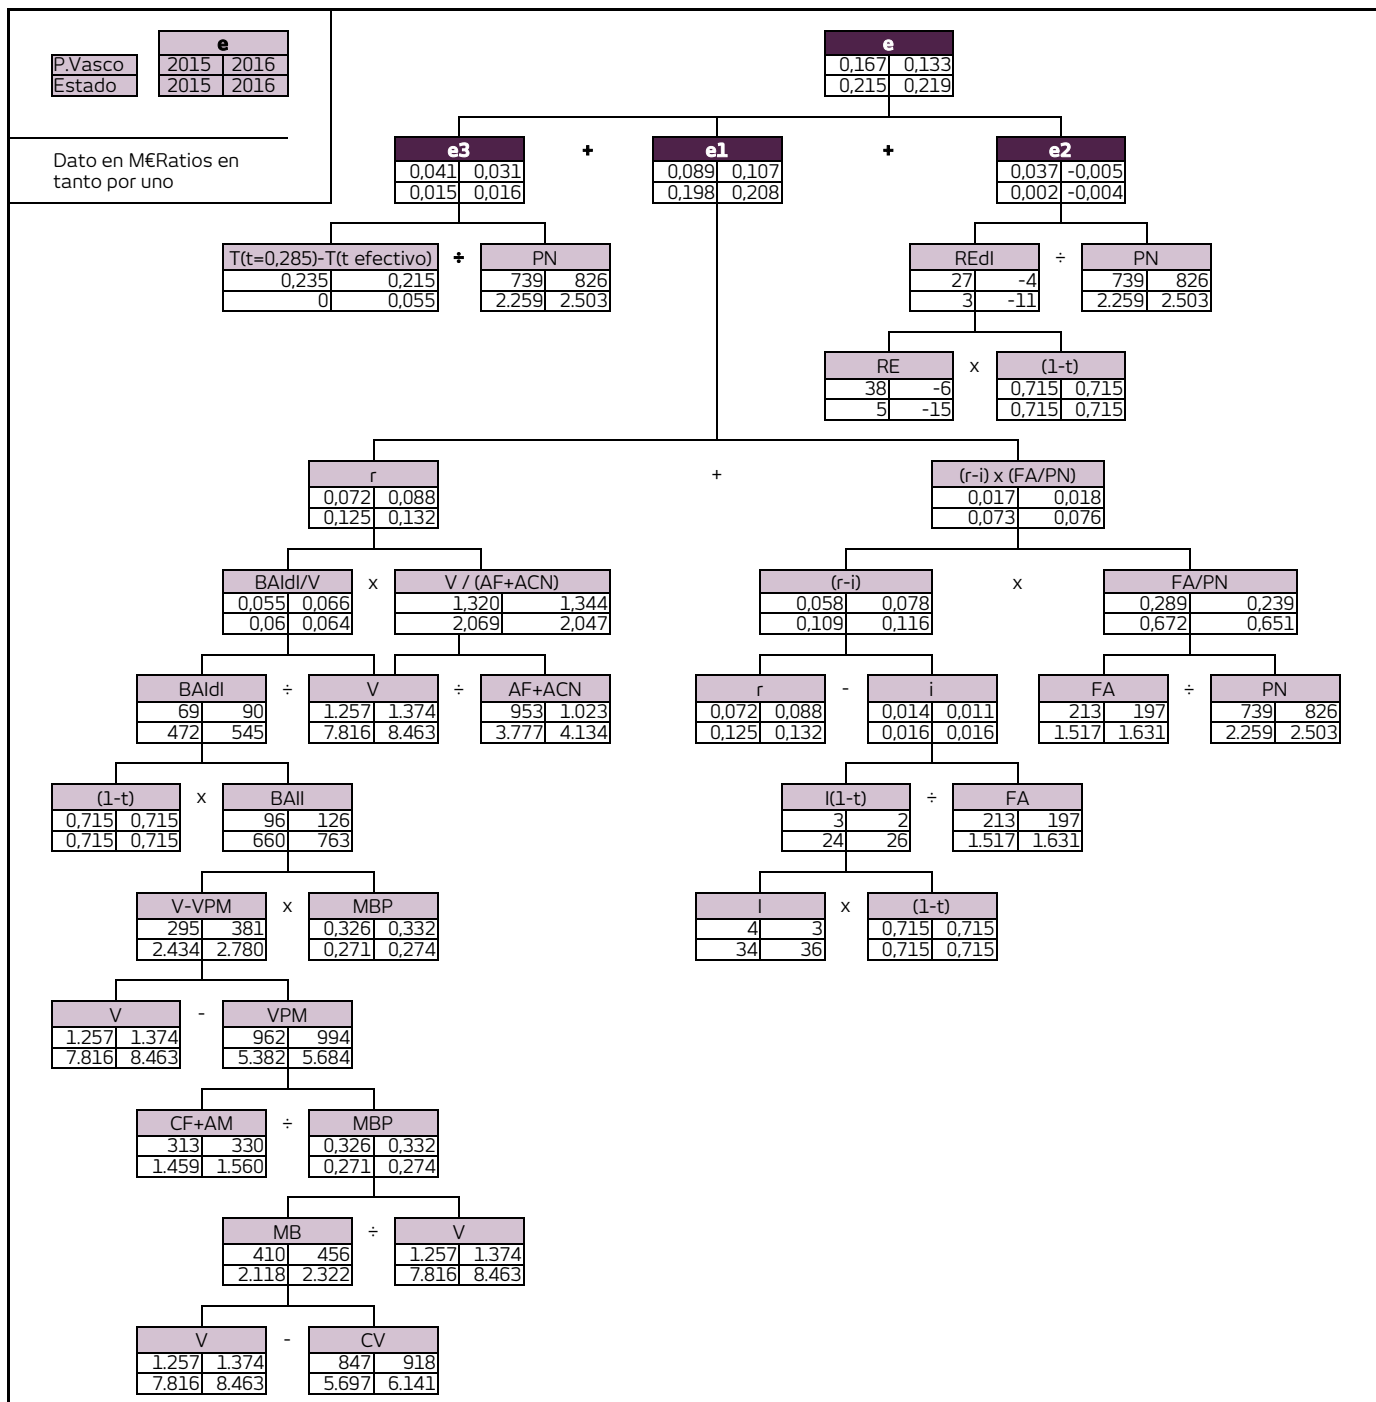 e
P.Vasco 2015 2016
Estado 2015 2016
Dato en M€Ratios en
tanto por uno
e
0,167 0,133
0,215 0,219
e3 + e1 + e2
0,041 0,031 0,089 0,107 0,037 -0,005
0,015 0,016 0,198 0,208 0,002 -0,004
T(t=0,285)-T(t efectivo) ÷ PN REdI ÷ PN
0,235 0,215 739 826 27 -4 739 826
0 0,055 2.259 2.503 3 -11 2.259 2.503
RE x (1-t)
38 -6 0,715 0,715
5 -15 0,715 0,715
r + (r-i) x (FA/PN)
0,072 0,088 0,017 0,018
0,125 0,132 0,073 0,076
BAIdI/V x V / (AF+ACN) (r-i) x FA/PN
0,055 0,066 1,320 1,344 0,058 0,078 0,289 0,239
0,06 0,064 2,069 2,047 0,109 0,116 0,672 0,651
BAIdI ÷ V ÷ AF+ACN r - i FA ÷ PN
69 90 1.257 1.374 953 1.023 0,072 0,088 0,014 0,011 213 197 739 826
472 545 7.816 8.463 3.777 4.134 0,125 0,132 0,016 0,016 1.517 1.631 2.259 2.503
(1-t) x BAII I(1-t) ÷ FA
0,715 0,715 96 126 3 2 213 197
0,715 0,715 660 763 24 26 1.517 1.631
V-VPM x MBP I x (1-t)
295 381 0,326 0,332 4 3 0,715 0,715
2.434 2.780 0,271 0,274 34 36 0,715 0,715
V - VPM
1.257 1.374 962 994
7.816 8.463 5.382 5.684
CF+AM ÷ MBP
313 330 0,326 0,332
1.459 1.560 0,271 0,274
MB ÷ V
410 456 1.257 1.374
2.118 2.322 7.816 8.463
V - CV
1.257 1.374 847 918
7.816 8.463 5.697 6.141